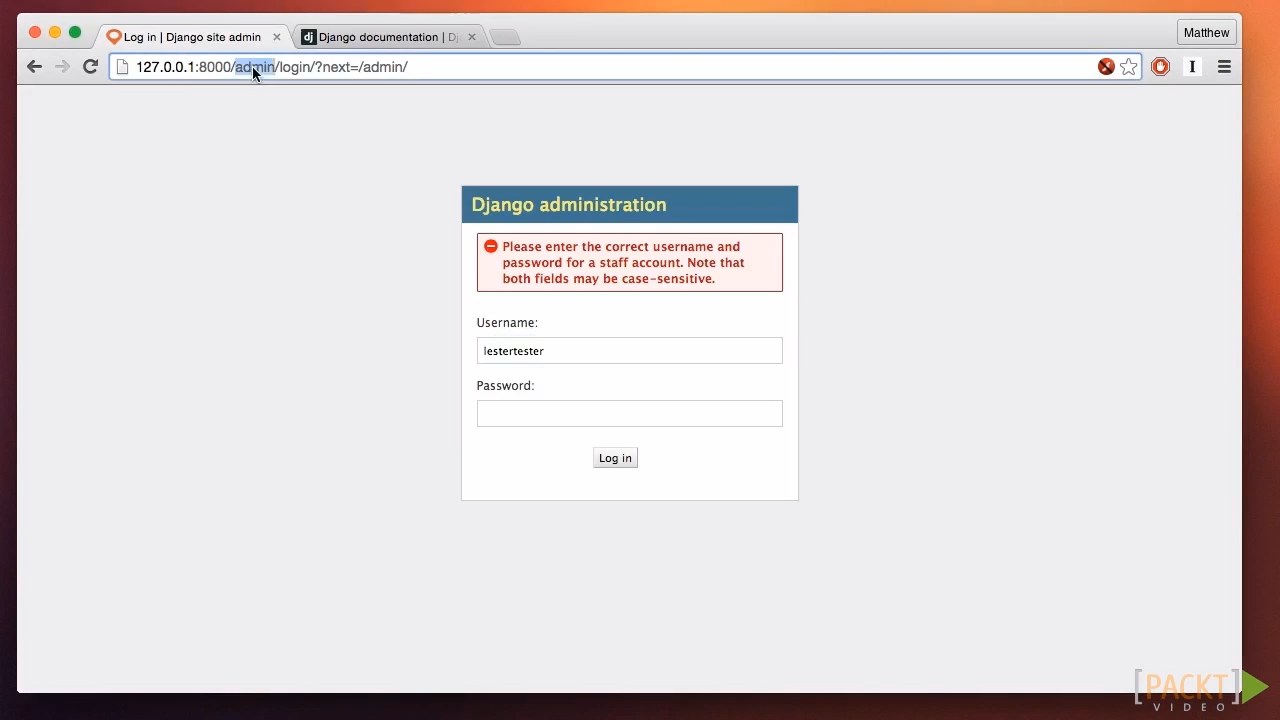 Log in | Django site admin
Django documentation | Dj
Matthew
127.0.0.1:8000/admin/login/?next=/admin/
Django administration
Please enter the correct username and
password for a staff account. Note that
both fields may be case-sensitive.
Username:
lestertester
Password:
Log in
[PACKT]
VIDEO